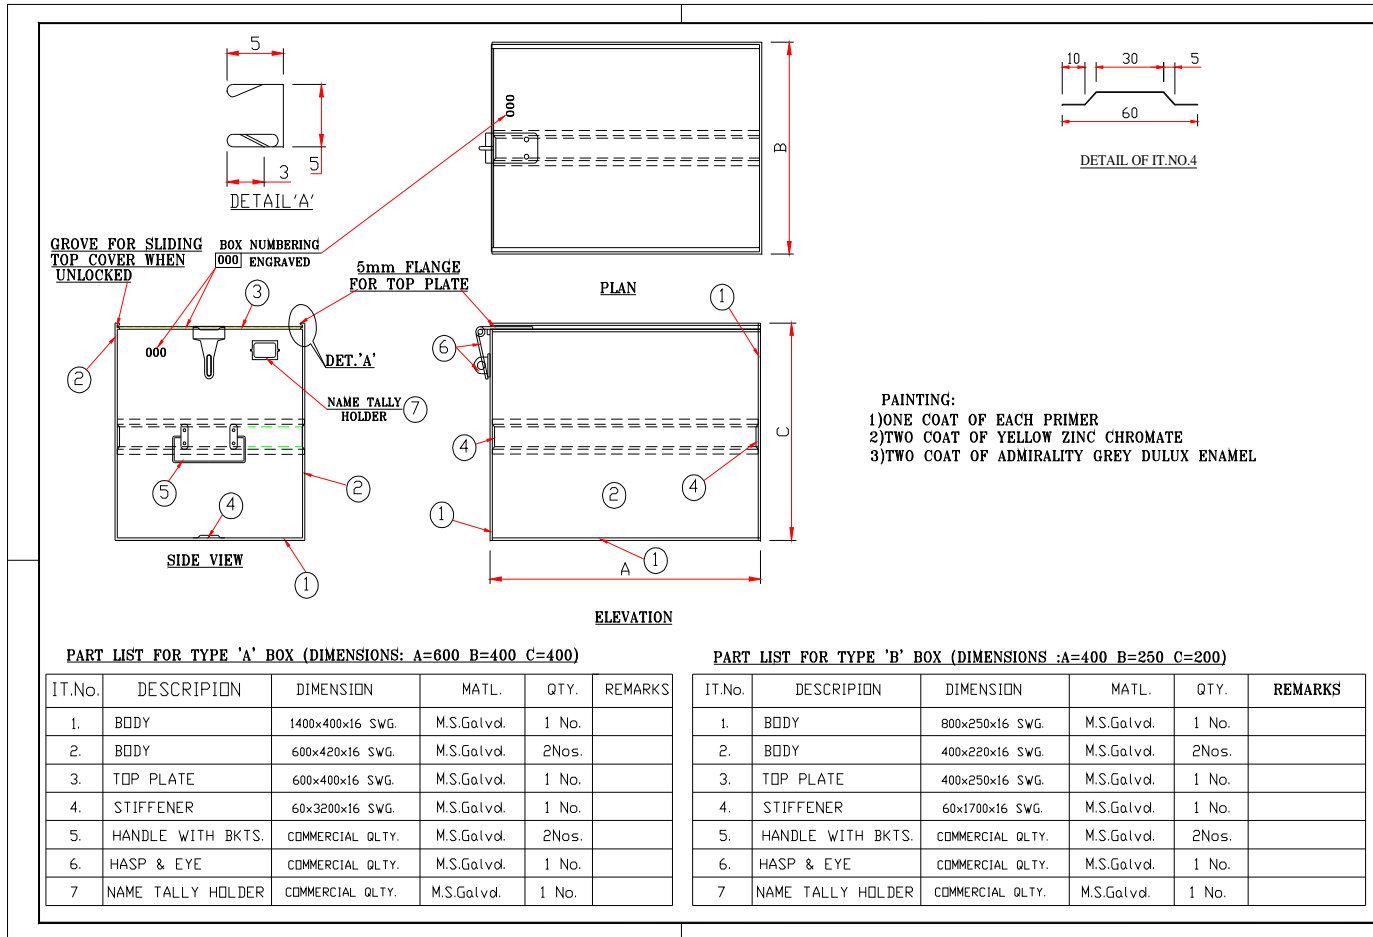 5
5
3
DETAIL'A'
000
B
PLAN
10 30 5
60
DETAIL OF IT.NO.4
GROVE FOR SLIDING
TOP COVER WHEN
UNLOCKED
BOX NUMBERING
000 ENGRAVED
5mm FLANGE
FOR TOP PLATE
3
000
2
DET.'A'
NAME TALLY
HOLDER
7
5
4
2
1
SIDE VIEW
1
6
4
4
2
1
1
C
A
ELEVATION
PAINTING:
1)ONE COAT OF EACH PRIMER
2)TWO COAT OF YELLOW ZINC CHROMATE
3)TWO COAT OF ADMIRALITY GREY DULUX ENAMEL
PART LIST FOR TYPE 'A' BOX (DIMENSIONS: A=600 B=400 C=400)
IT.No. DESCRIPION DIMENSION MATL. QTY. REMARKS
1. BODY 1400x400x16 SWG. M.S.Galvd. 1 No.
2. BODY 600x420x16 SWG. M.S.Galvd. 2Nos.
3. TOP PLATE 600x400x16 SWG. M.S.Galvd. 1 No.
4. STIFFENER 60x3200x16 SWG. M.S.Galvd. 1 No.
5. HANDLE WITH BKTS. COMMERCIAL QLTY. M.S.Galvd. 2Nos.
6. HASP & EYE COMMERCIAL QLTY. M.S.Galvd. 1 No.
7 NAME TALLY HOLDER COMMERCIAL QLTY. M.S.Galvd. 1 No.
PART LIST FOR TYPE 'B' BOX (DIMENSIONS :A=400 B=250 C=200)
IT.No. DESCRIPION DIMENSION MATL. QTY. REMARKS
1. BODY 800x250x16 SWG. M.S.Galvd. 1 No.
2. BODY 400x220x16 SWG. M.S.Galvd. 2Nos.
3. TOP PLATE 400x250x16 SWG. M.S.Galvd. 1 No.
4. STIFFENER 60x1700x16 SWG. M.S.Galvd. 1 No.
5. HANDLE WITH BKTS. COMMERCIAL QLTY. M.S.Galvd. 2Nos.
6. HASP & EYE COMMERCIAL QLTY. M.S.Galvd. 1 No.
7 NAME TALLY HOLDER COMMERCIAL QLTY. M.S.Galvd. 1 No.